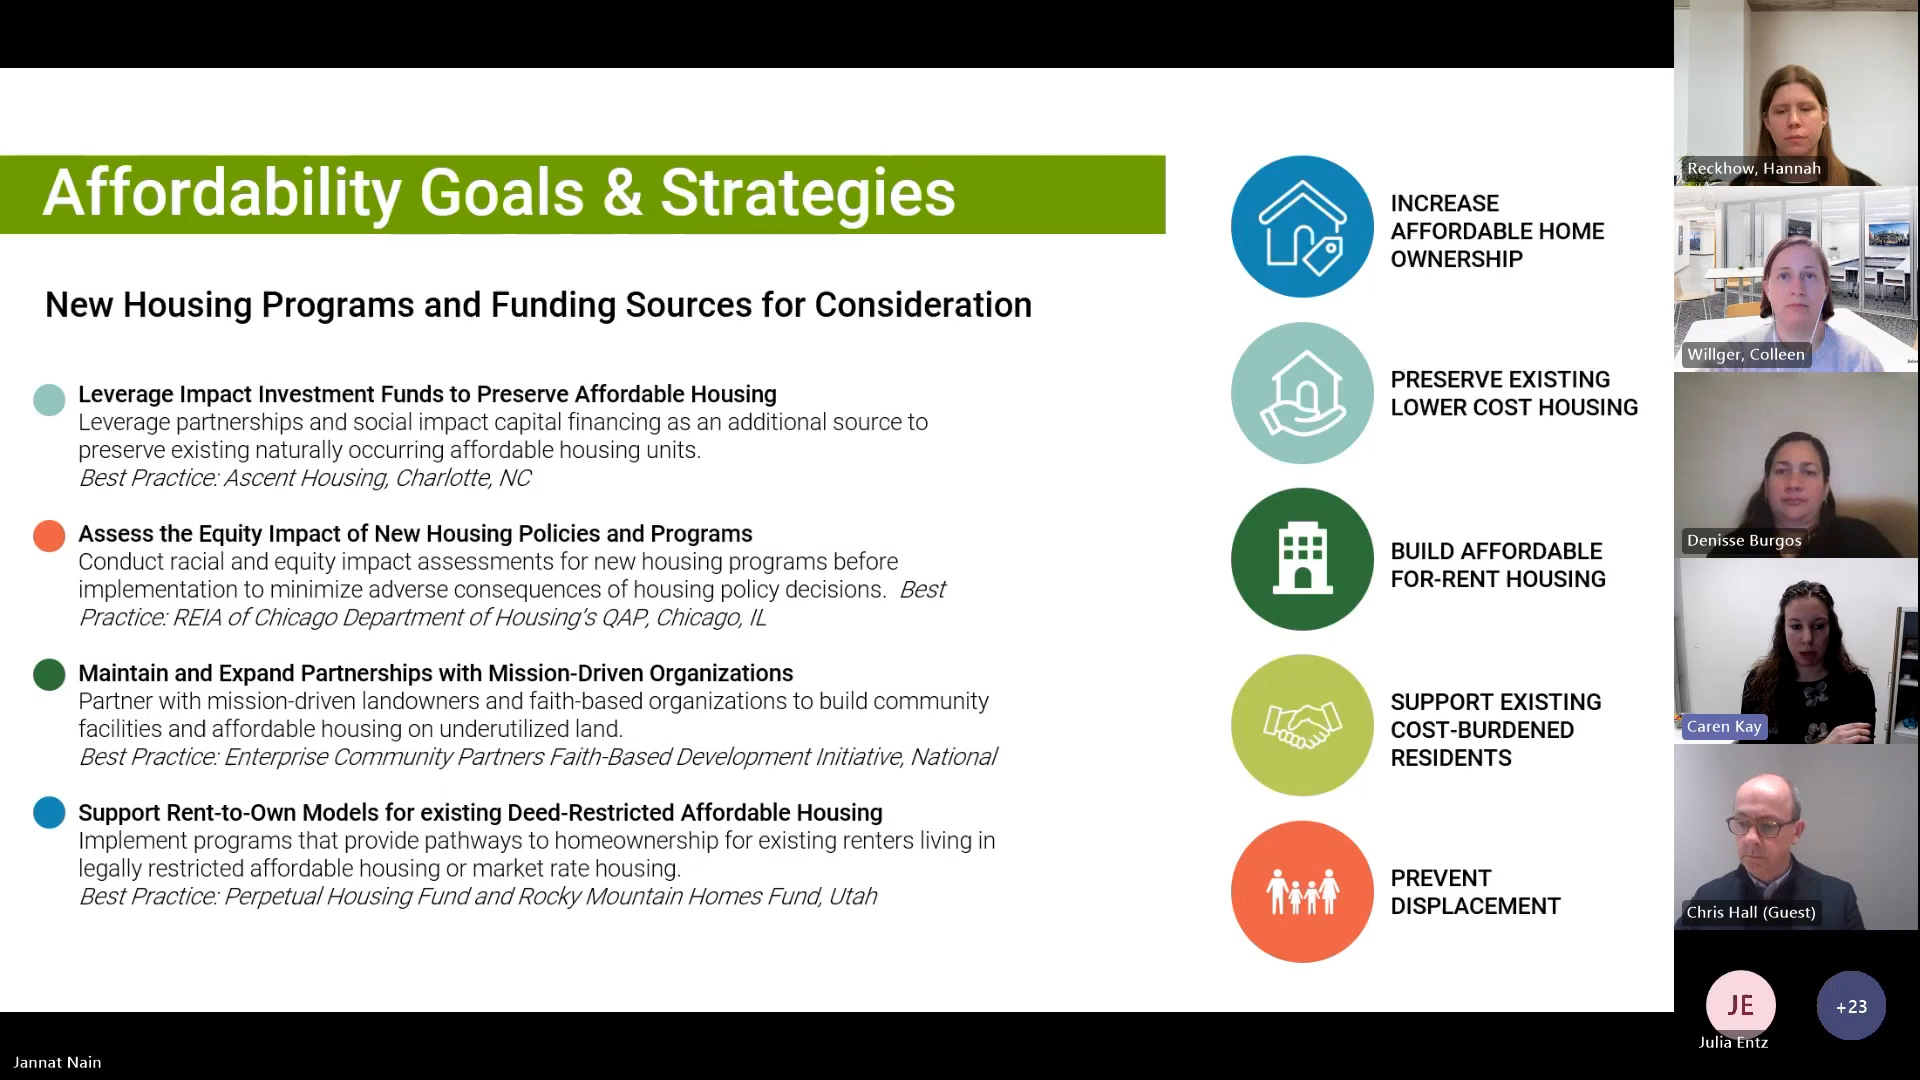 Affordability Goals & Strategies
New Housing Programs and Funding Sources for Consideration
Leverage Impact Investment Funds to Preserve Affordable Housing
Leverage partnerships and social impact capital financing as an additional source to
preserve existing naturally occurring affordable housing units.
Best Practice: Ascent Housing, Charlotte, NC
Assess the Equity Impact of New Housing Policies and Programs
Conduct racial and equity impact assessments for new housing programs before
implementation to minimize adverse consequences of housing policy decisions. Best
Practice: REIA of Chicago Department of Housing's QAP, Chicago, IL
Maintain and Expand Partnerships with Mission-Driven Organizations
Partner with mission-driven landowners and faith-based organizations to build community
facilities and affordable housing on underutilized land.
Best Practice: Enterprise Community Partners Faith-Based Development Initiative, National
Support Rent-to-Own Models for existing Deed-Restricted Affordable Housing
Implement programs that provide pathways to homeownership for existing renters living in
legally restricted affordable housing or market rate housing.
Best Practice: Perpetual Housing Fund and Rocky Mountain Homes Fund, Utah
INCREASE
AFFORDABLE HOME
OWNERSHIP
PRESERVE EXISTING
LOWER COST HOUSING
BUILD AFFORDABLE
FOR-RENT HOUSING
SUPPORT EXISTING
COST-BURDENED
RESIDENTS
PREVENT
DISPLACEMENT
Reckhow, Hannah
Willger, Colleen
Denisse Burgos
Caren Kay
Chris Hall (Guest)
JE
+23
Julia Entz
Jannat Nain